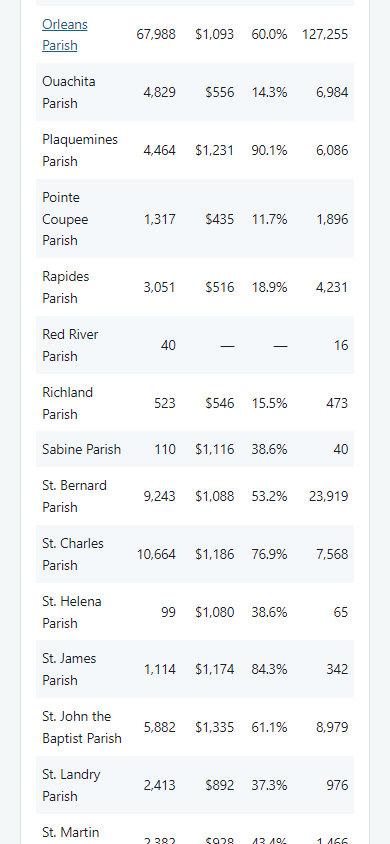 Orleans
Parish 67,988 $1,093 60.0% 127,255
Ouachita
Parish 4,829 $556 14.3% 6,984
Plaquemines
Parish 4,464 $1,231 90.1% 6,086
Pointe
Coupee 1,317 $435 11.7% 1,896
Parish
Rapides
Parish 3,051 $516 18.9% 4,231
Red River
Parish 40 — — 16
Richland
Parish 523 $546 15.5% 473
Sabine Parish 110 $1,116 38.6% 40
St. Bernard
Parish 9,243 $1,088 53.2% 23,919
St. Charles
Parish 10,664 $1,186 76.9% 7,568
St. Helena
Parish 99 $1,080 38.6% 65
St. James
Parish 1,114 $1,174 84.3% 342
St. John the
Baptist Parish 5,882 $1,335 61.1% 8,979
St. Landry
Parish 2,413 $892 37.3% 976
St. Martin
2,382 $928 43.4% 1,466